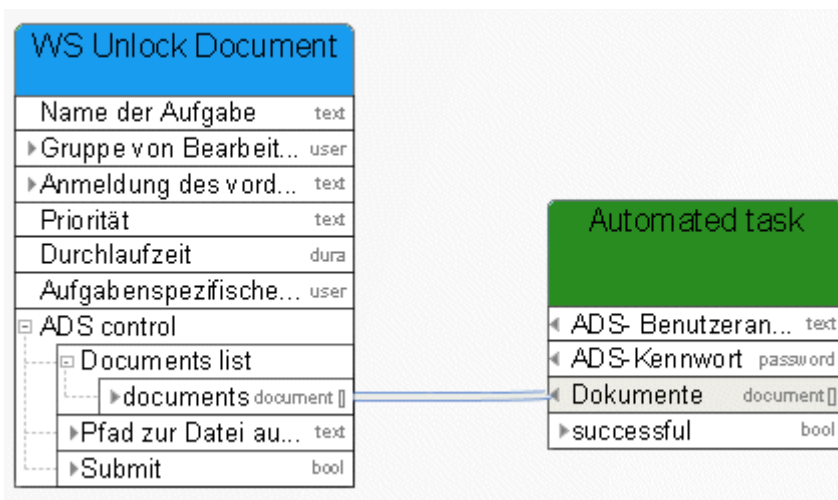 WS Unlock Document
Name der Aufgabe text
Gruppe von Bearbeit... user
Anmeldung des vord... text
Priorität text
Durchlaufzeit dura
Aufgabenspezifische... user
ADS control
Documents list
documents document []
Pfad zur Datei au... text
Submit bool
Automated task
ADS- Benutzeran... text
ADS-Kennwort password
Dokumente document []
successful bool